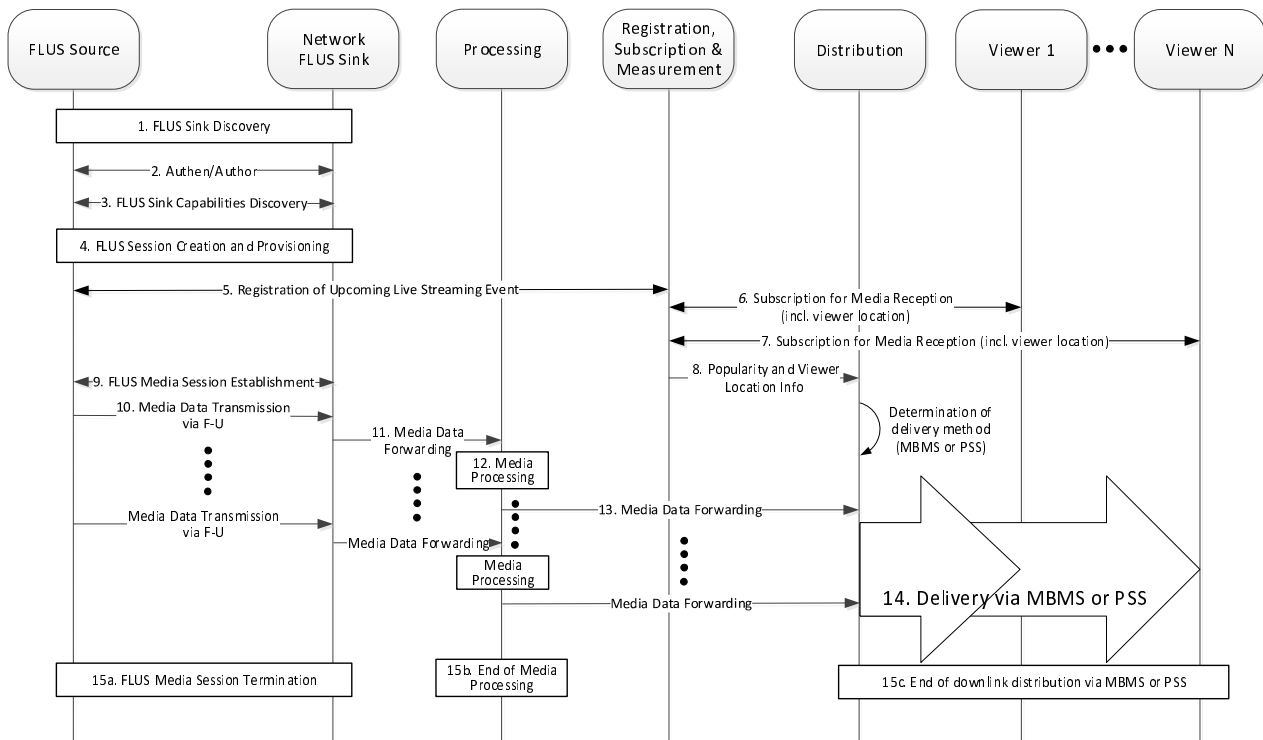 FLUS Source
Network
FLUS Sink
Processing
Registration,
Subscription &
Measurement
Distribution
Viewer 1
Viewer N
1. FLUS Sink Discovery
2. Authen/Author
3. FLUS Sink Capabilities Discovery
4. FLUS Session Creation and Provisioning
5. Registration of Upcoming Live Streaming Event
6. Subscription for Media Reception
(incl. viewer location)
7. Subscription for Media Reception (incl. viewer location)
8. Popularity and Viewer
Location Info
9. FLUS Media Session Establishment
10. Media Data Transmission
via F-U
Determination of
delivery method
(MBMS or PSS)
11. Media Data
Forwarding
12. Media
Processing
13. Media Data Forwarding
Media Data Transmission
via F-U
Media Data Forwarding
Media
Processing
Media Data Forwarding
14. Delivery via MBMS or PSS
15a. FLUS Media Session Termination
15b. End of Media
Processing
15c. End of downlink distribution via MBMS or PSS